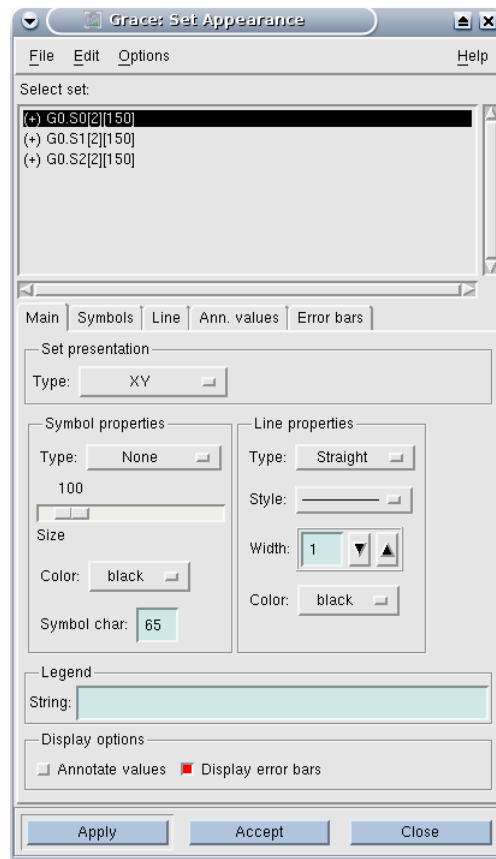 Grace: Set Appearance
File Edit Options Help
Select set:
(+) G0.S0[2][150]
(+) G0.S1[2][150]
(+) G0.S2[2][150]
Main Symbols Line Ann. values Error bars
Set presentation
Type: XY
Symbol properties
Type: None
100
Size
Color: black
Symbol char: 65
Line properties
Type: Straight
Style:
Width: 1
Color: black
Legend
String:
Display options
Annotate values Display error bars
Apply Accept Close